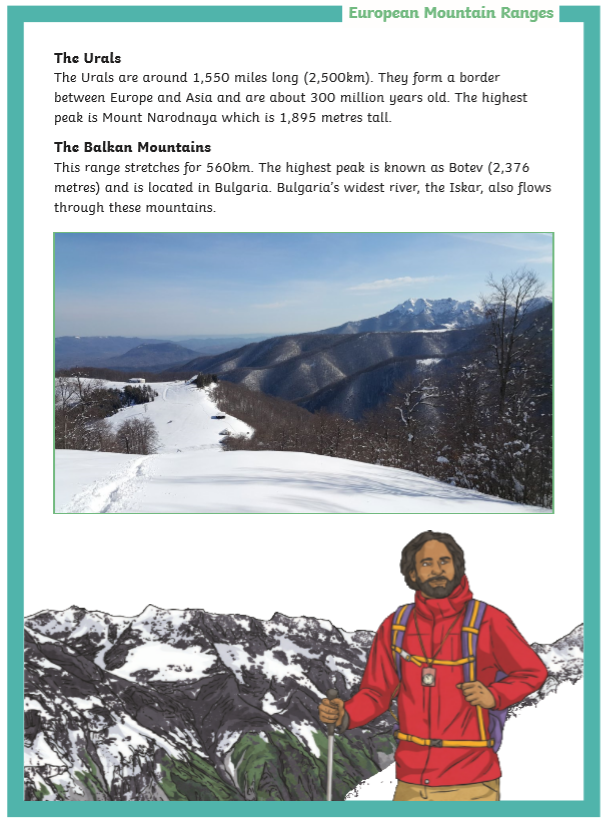 European Mountain Ranges
The Urals
The Urals are around 1,550 miles long (2,500km). They form a border
between Europe and Asia and are about 300 million years old. The highest
peak is Mount Narodnaya which is 1,895 metres tall.
The Balkan Mountains
This range stretches for 560km. The highest peak is known as Botev (2,376
metres) and is located in Bulgaria. Bulgaria's widest river, the Iskar, also flows
through these mountains.